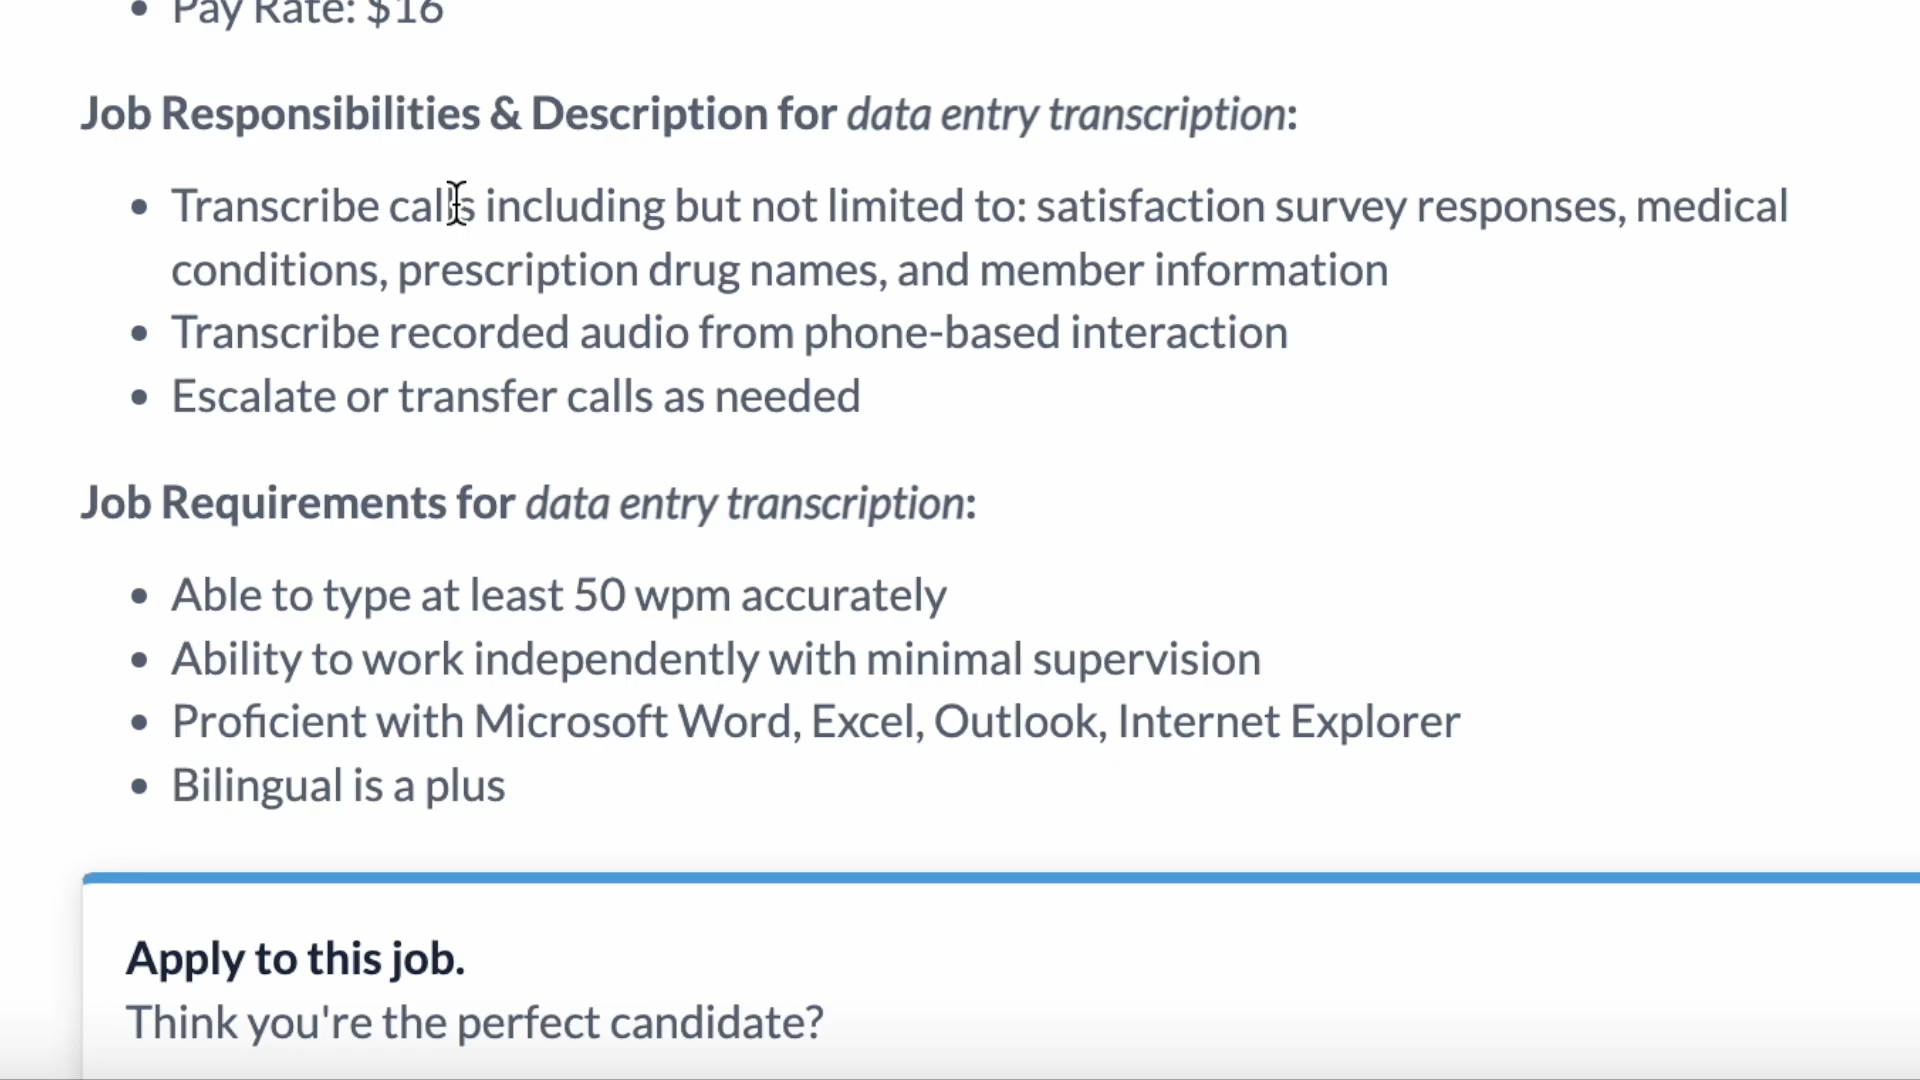 Pay Rate: $16
Job Responsibilities & Description for data entry transcription:
Transcribe calls including but not limited to: satisfaction survey responses, medical
conditions, prescription drug names, and member information
Transcribe recorded audio from phone-based interaction
Escalate or transfer calls as needed
Job Requirements for data entry transcription:
Able to type at least 50 wpm accurately
Ability to work independently with minimal supervision
Proficient with Microsoft Word, Excel, Outlook, Internet Explorer
Bilingual is a plus
Apply to this job.
Think you're the perfect candidate?